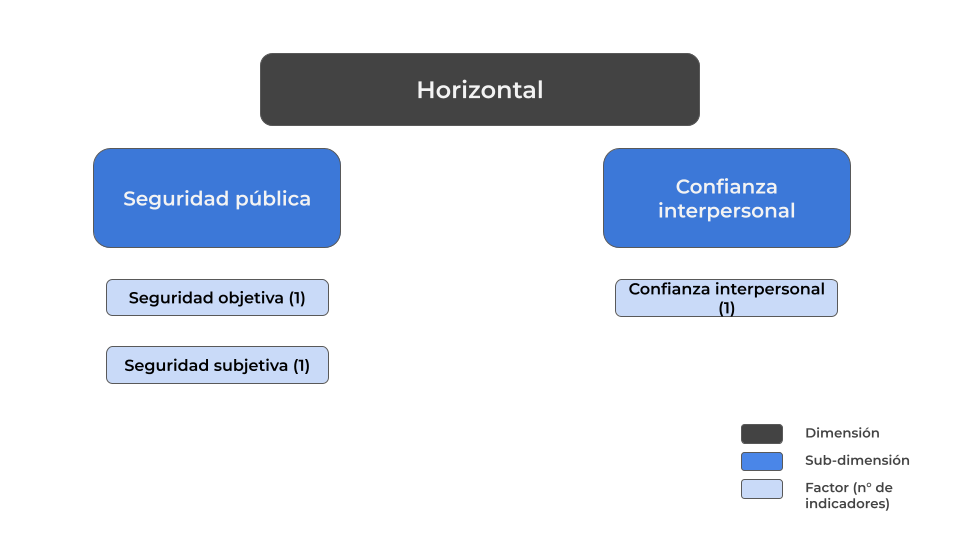 Horizontal
Seguridad pública
Confianza
interpersonal
Seguridad objetiva (1)
Confianza interpersonal
(1)
Seguridad subjetiva (1)
Dimensión
Sub-dimensión
Factor (n° de
indicadores)